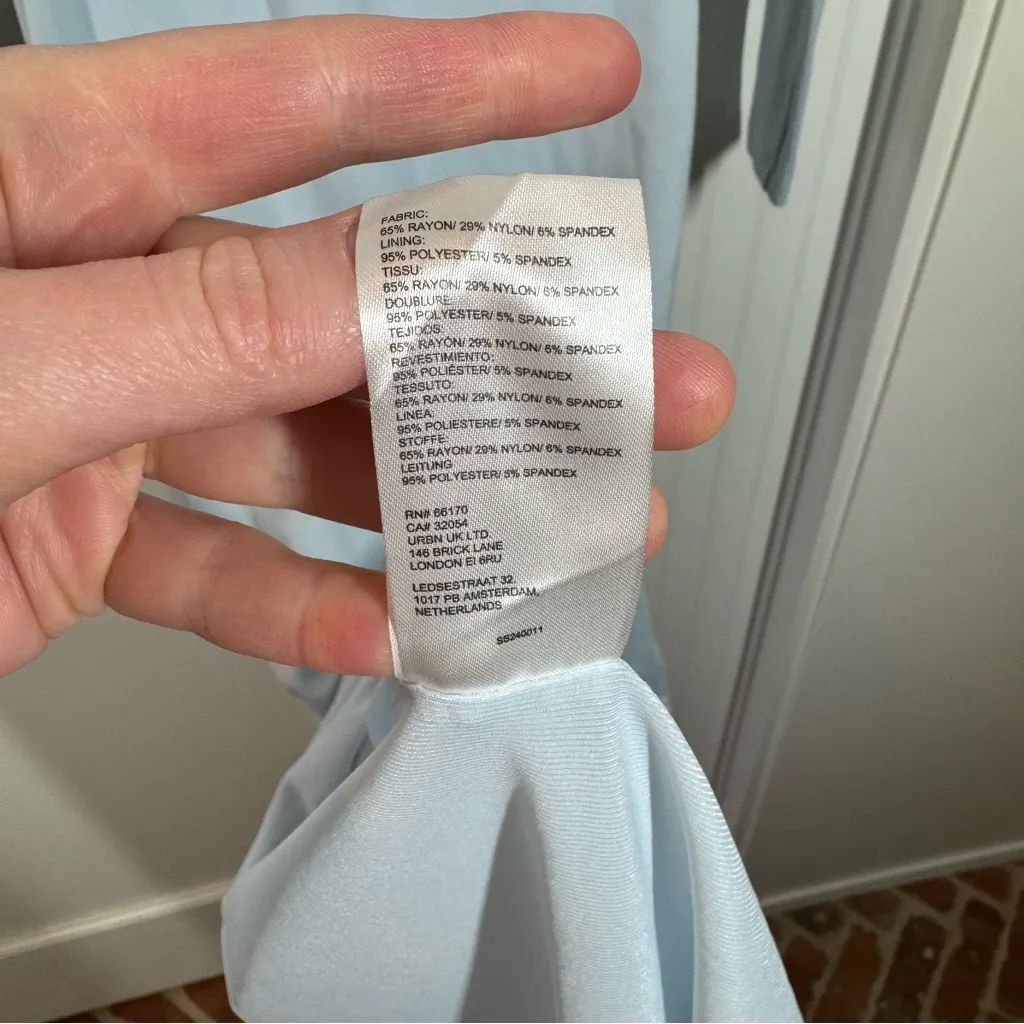 FABRIC:
65% RAYON/ 29% NYLON/ 6% SPANDEX
LINING:
95% POLYESTER/ 5% SPANDEX
TISSU:
65% RAYON/ 29% NYLON/ 6% SPANDEX
DOUBLURE:
95% POLYESTER/ 5% SPANDEX
TEJIDOS:
65% RAYON/ 29% NYLON/ 6% SPANDEX
REVESTIMIENTO:
95% POLIÉSTER/ 5% SPANDEX
TESSUTO:
65% RAYON/ 29% NYLON/ 6% SPANDEX
LINEA:
95% POLIESTERE/ 5% SPANDEX
STOFFE:
65% RAYON/ 29% NYLON/ 6% SPANDEX
LEITUNG
95% POLYESTER/ 5% SPANDEX
RN# 66170
CA# 32054
URBN UK LTD.
146 BRICK LANE
LONDON EI 6RU
LEDSESTRAAT 32,
1017 PB AMSTERDAM,
NETHERLANDS
SS240011